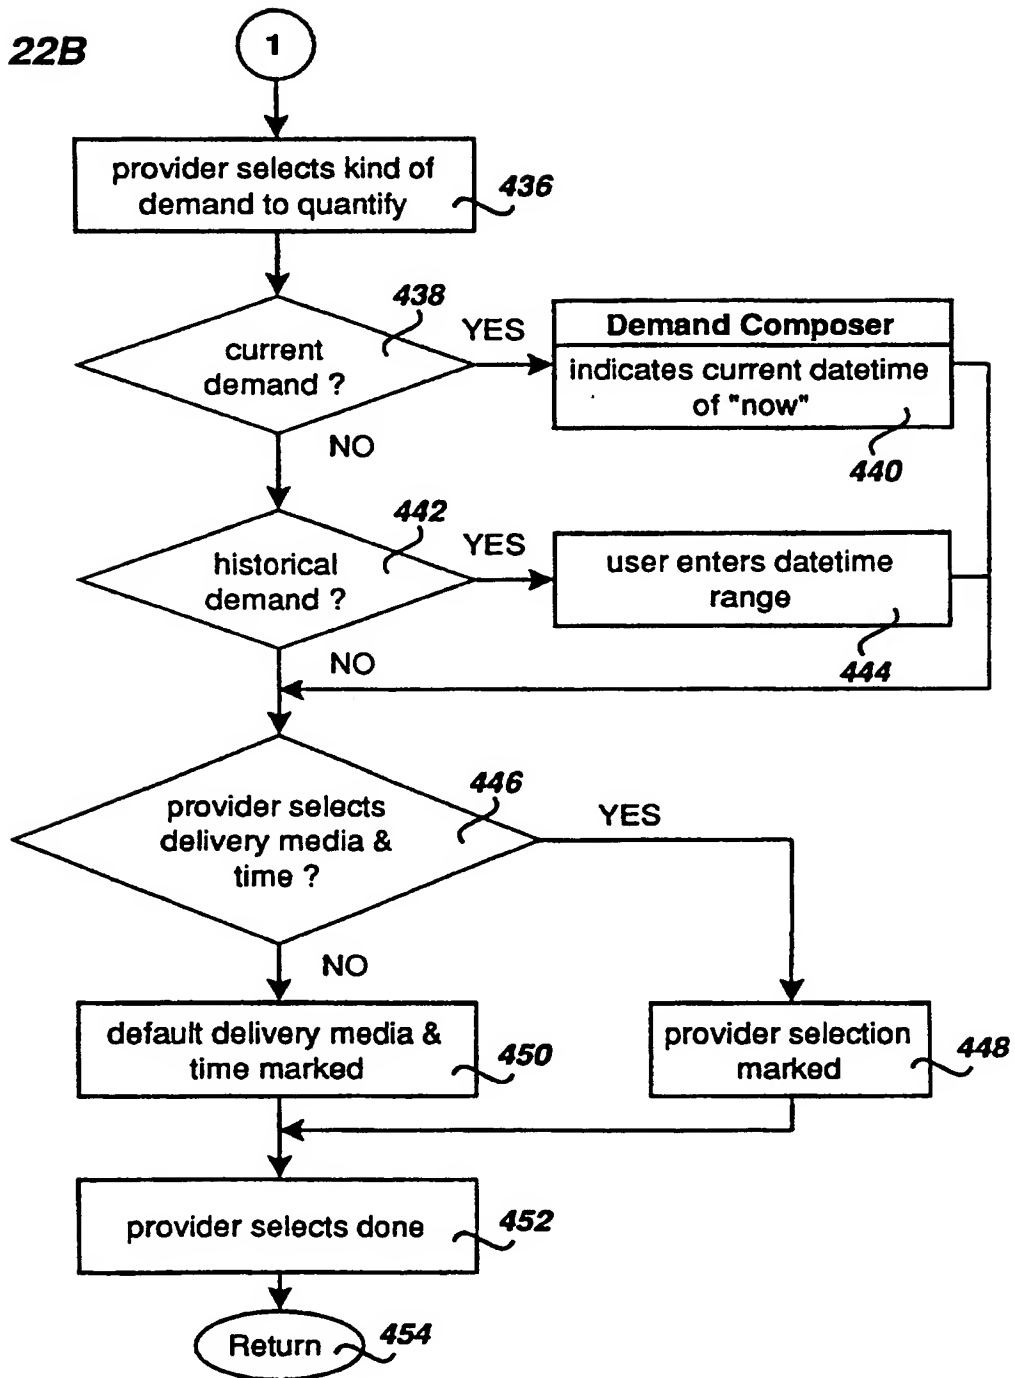 22B
1
provider selects kind of
demand to quantify
436
438
current
demand ?
YES
Demand Composer
indicates current datetime
of "now"
440
NO
442
historical
demand ?
YES
user enters datetime
range
444
NO
446
provider selects
delivery media &
time ?
YES
NO
default delivery media &
time marked
450
provider selection
marked
448
provider selects done
452
Return
454